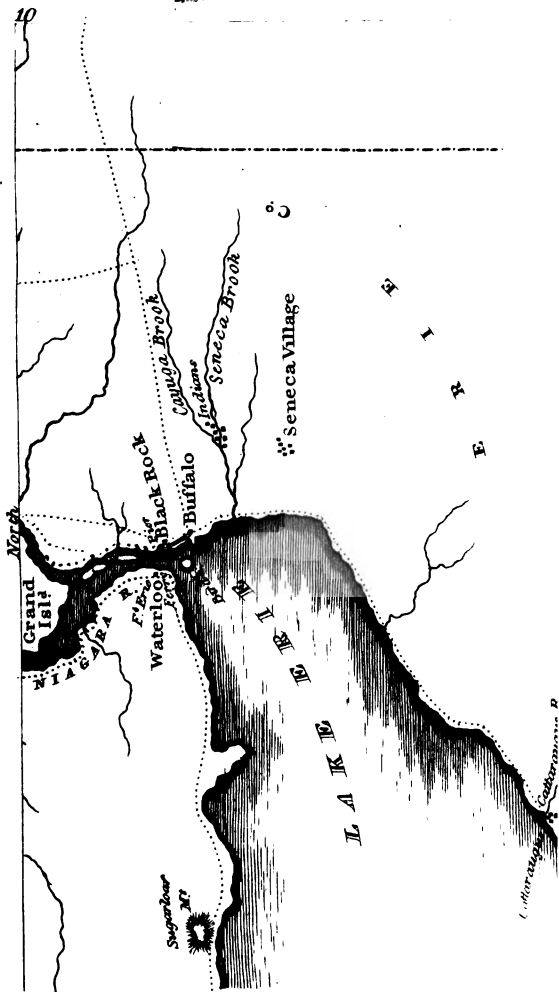 10
Cayuga Brook
Indians
Seneca Brook
Seneca Village
E R I E
North
Black Rock
Buffalo
Grand
Isld
NIAGARA R.
Ft Erie
Waterloo
Ferry
LAKE ERIE
Sugarloaf
Mt